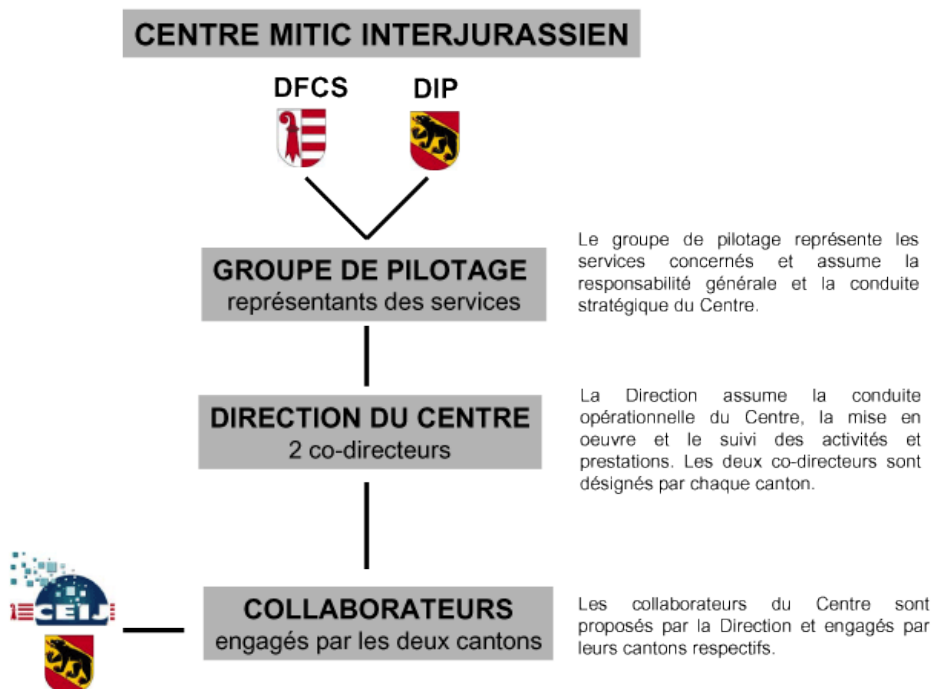 CENTRE MITIC INTERJURASSIEN
DFCS DIP
GROUPE DE PILOTAGE
représentants des services
Le groupe de pilotage représente les
services concernés et assume la
responsabilité générale et la conduite
stratégique du Centre.
DIRECTION DU CENTRE
2 co-directeurs
La Direction assume la conduite
opérationnelle du Centre, la mise en
oeuvre et le suivi des activités et
prestations. Les deux co-directeurs sont
désignés par chaque canton.
CEIJ
COLLABORATEURS
engagés par les deux cantons
Les collaborateurs du Centre sont
proposés par la Direction et engagés par
leurs cantons respectifs.